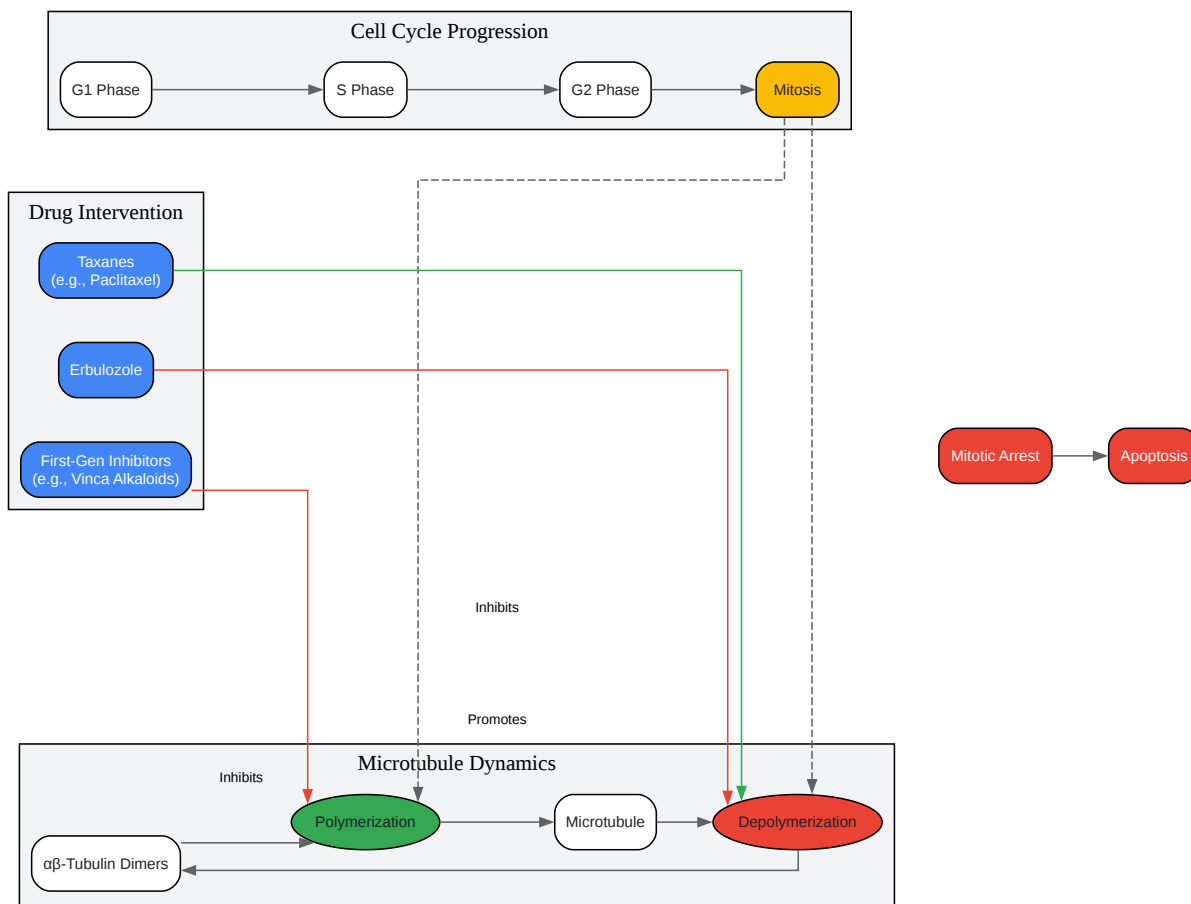 Cell Cycle Progression
G1 Phase
S Phase
G2 Phase
Mitosis
Drug Intervention
Taxanes
(e.g., Paclitaxel)
Erbulozole
First-Gen Inhibitors
(e.g., Vinca Alkaloids)
Mitotic Arrest
Apoptosis
Inhibits
Promotes
Inhibits
Microtubule Dynamics
Polymerization
Microtubule
Depolymerization
αβ-Tubulin Dimers